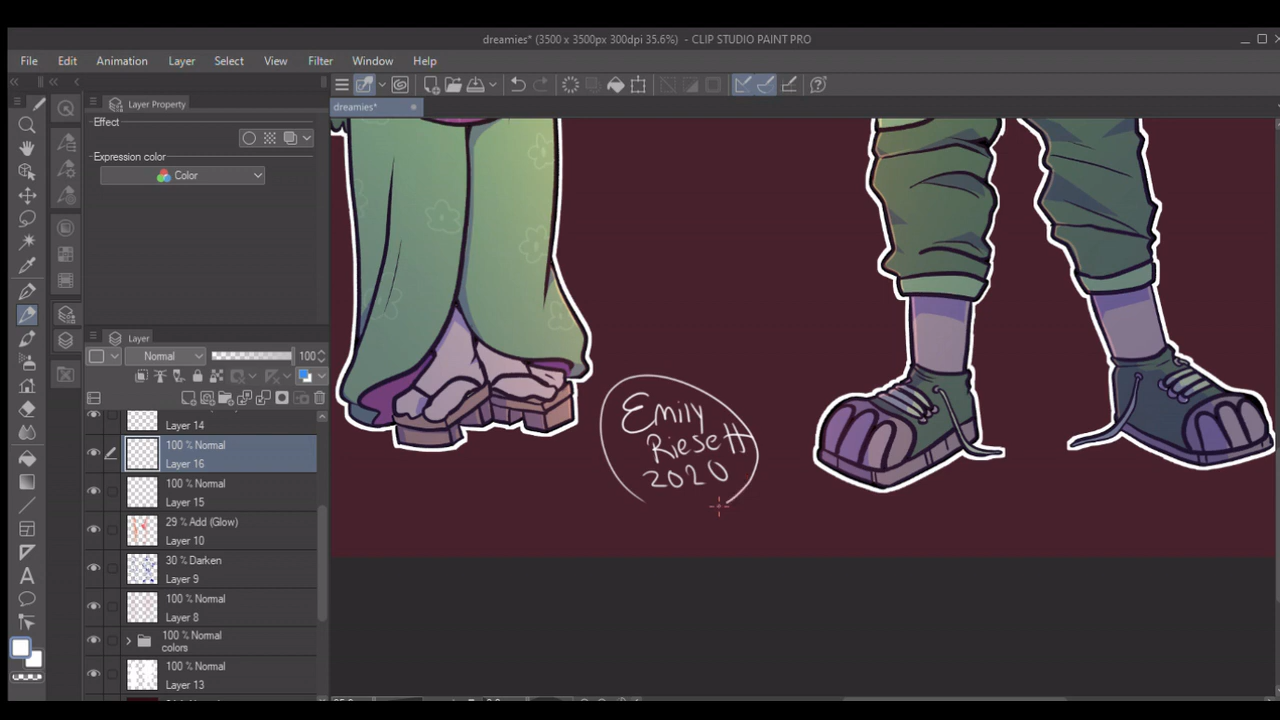 dreamies* (3500 x 3500px 300dpi 35.6%) - CLIP STUDIO PAINT PRO
File Edit Animation Layer Select View Filter Window Help
dreamies*
Layer Property
Effect
Expression color
Color
Layer
Normal 100
Layer 14
100 % Normal
Layer 16
100 % Normal
Layer 15
29 % Add (Glow)
Layer 10
30 % Darken
Layer 9
100 % Normal
Layer 8
100 % Normal
colors
100 % Normal
Layer 13
Emily
Riesett
2020